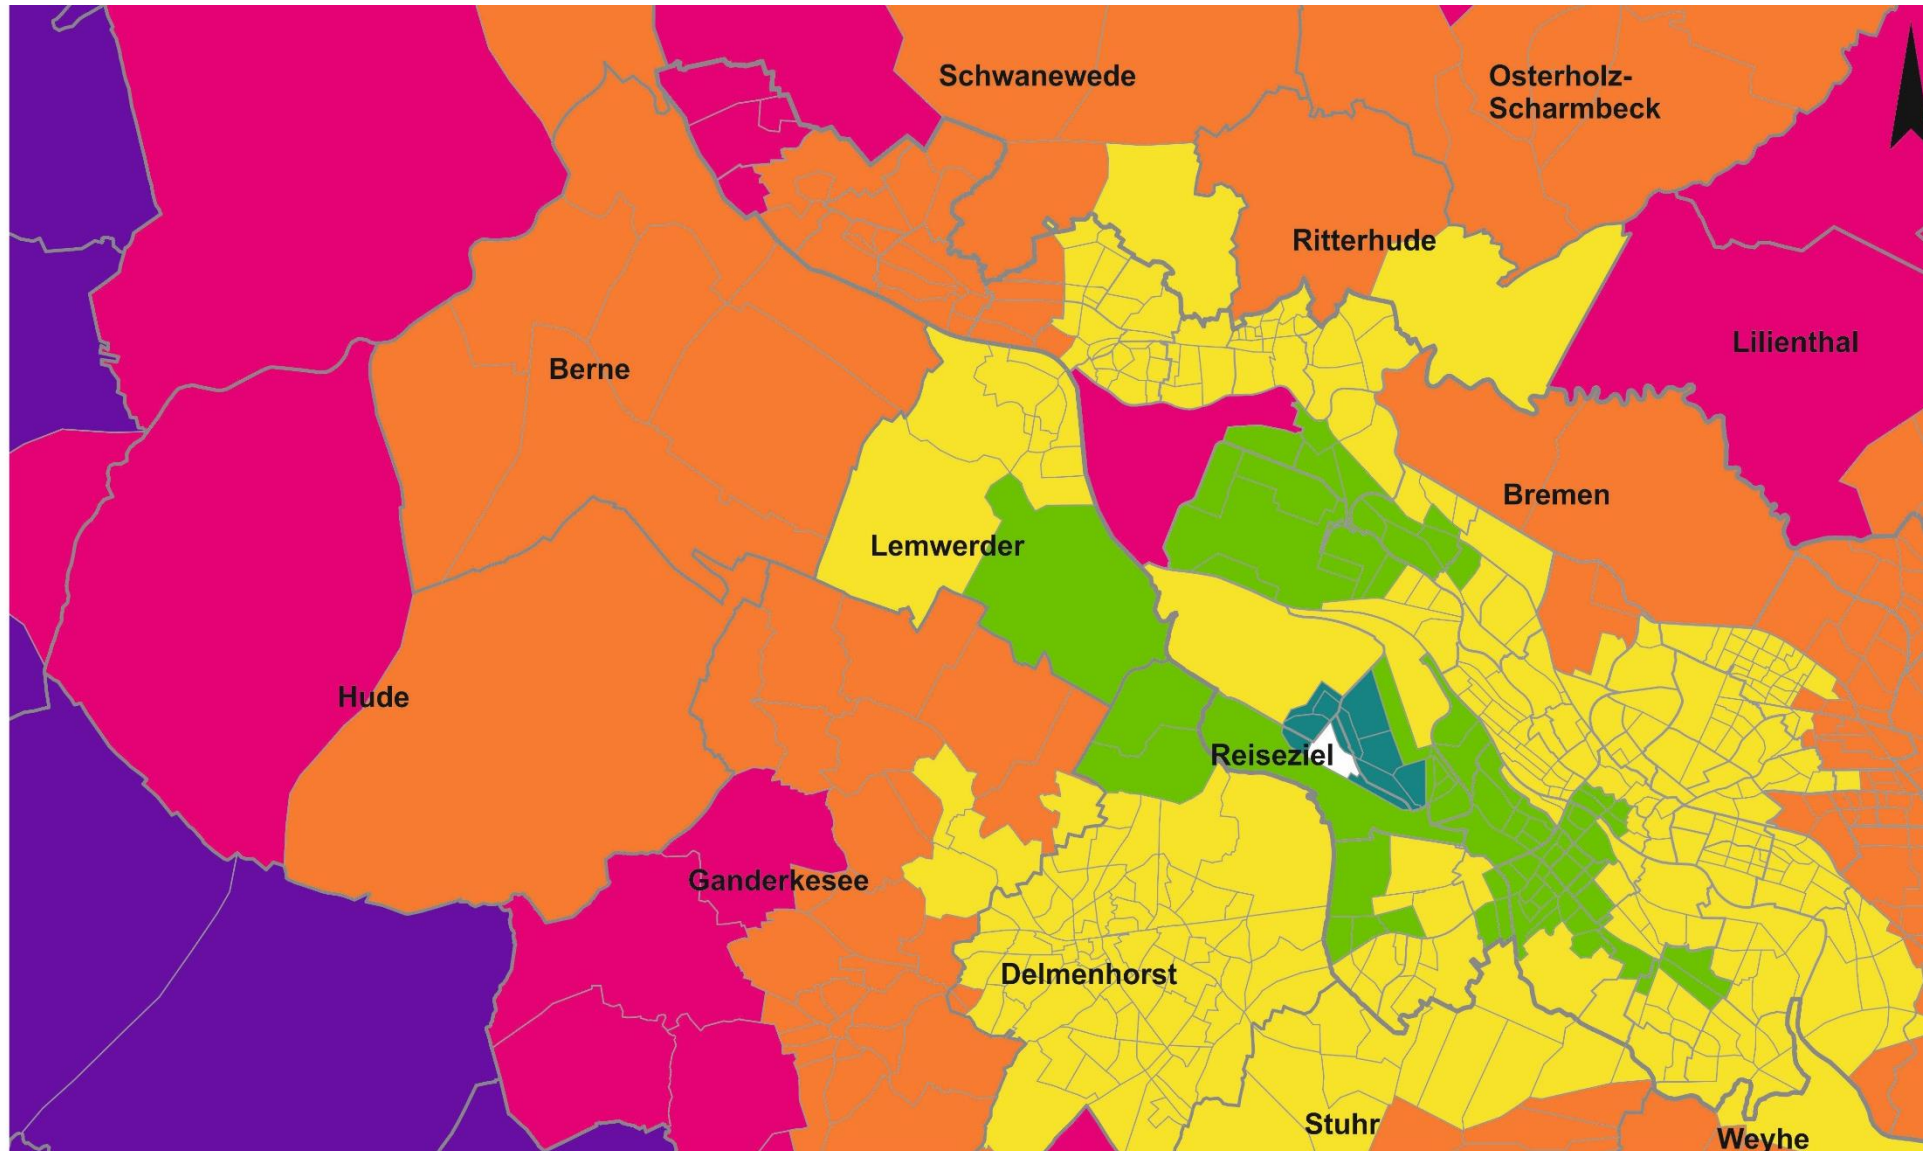 Schwanewede
Osterholz-
Scharmbeck
Ritterhude
Lilienthal
Berne
Bremen
Lemwerder
Hude
Reiseziel
Ganderkesee
Delmenhorst
Stuhr
Weyhe